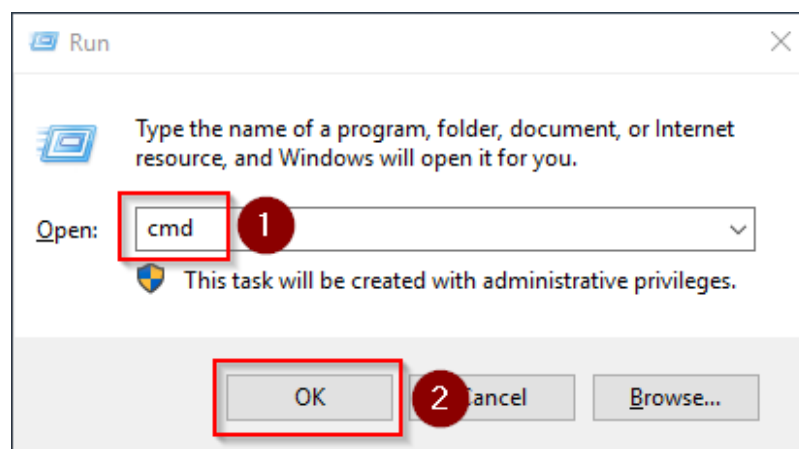 Run
Type the name of a program, folder, document, or Internet
resource, and Windows will open it for you.
Open: cmd 1
This task will be created with administrative privileges.
OK 2 Cancel Browse...